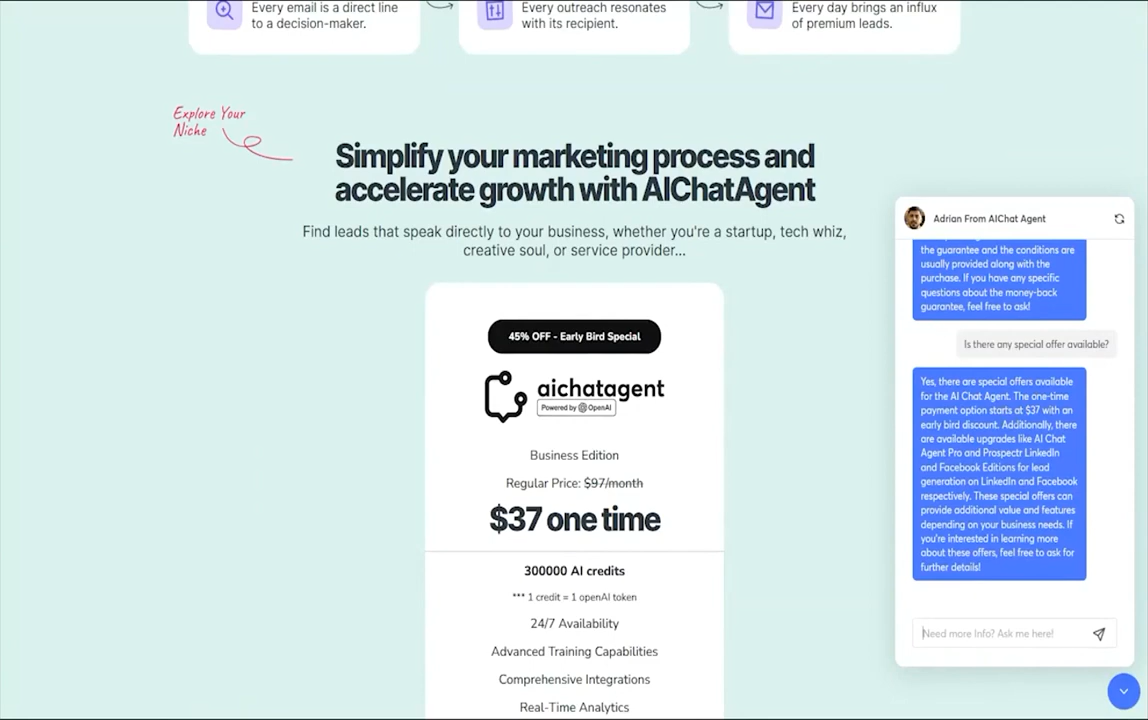 Every email is a direct line
to a decision-maker.
Every outreach resonates
with its recipient.
Every day brings an influx
of premium leads.
Explore Your
Niche
Simplify your marketing process and
accelerate growth with AIChatAgent
Find leads that speak directly to your business, whether you're a startup, tech whiz,
creative soul, or service provider...
45% OFF - Early Bird Special
aichatagent
Powered by OpenAI
Business Edition
Regular Price: $97/month
$37 one time
300000 AI credits
*** 1 credit = 1 openAI token
24/7 Availability
Advanced Training Capabilities
Comprehensive Integrations
Real-Time Analytics
Adrian From AIChat Agent
the guarantee and the conditions are
usually provided along with the
purchase. If you have any specific
questions about the money-back
guarantee, feel free to ask!
Is there any special offer available?
Yes, there are special offers available
for the AI Chat Agent. The one-time
payment option starts at $37 with an
early bird discount. Additionally, there
are available upgrades like AI Chat
Agent Pro and Prospectr LinkedIn
and Facebook Editions for lead
generation on LinkedIn and Facebook
respectively. These special offers can
provide additional value and features
depending on your business needs. If
you're interested in learning more
about these offers, feel free to ask for
further details!
Need more Info? Ask me here!